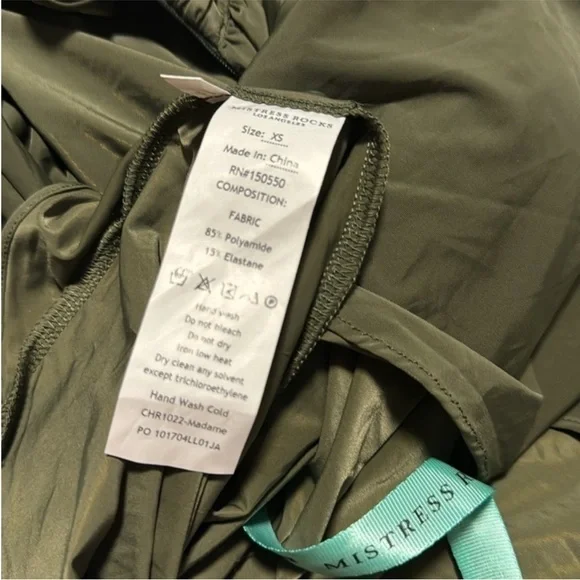 MISTRESS ROCKS
LOS ANGELES
Size: XS
Made in: China
RN#150550
COMPOSITION:
FABRIC
85% Polyamide
15% Elastane
P
Hand wash
Do not bleach
Do not dry
Iron low heat
Dry clean any solvent
except trichloroethylene
Hand Wash Cold
CHR1022-Madame
PO 101704LL01JA
MISTRESS ROCKS